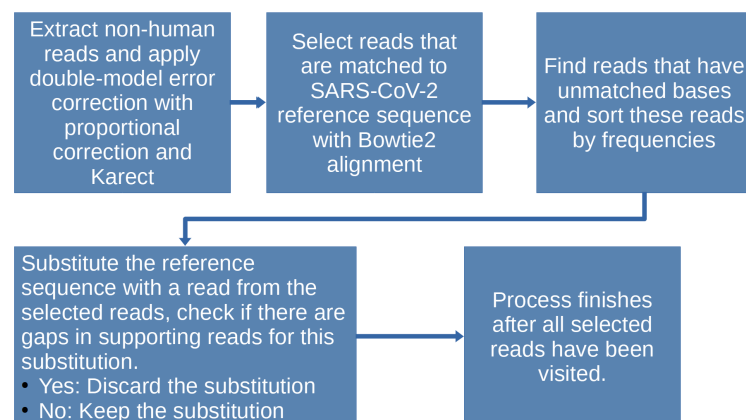 Extract non-human
reads and apply
double-model error
correction with
proportional
correction and
Karect
Select reads that
are matched to
SARS-CoV-2
reference sequence
with Bowtie2
alignment
Find reads that have
unmatched bases
and sort these reads
by frequencies
Substitute the reference
sequence with a read from the
selected reads, check if there are
gaps in supporting reads for this
substitution.
• Yes: Discard the substitution
• No: Keep the substitution
Process finishes
after all selected
reads have been
visited.